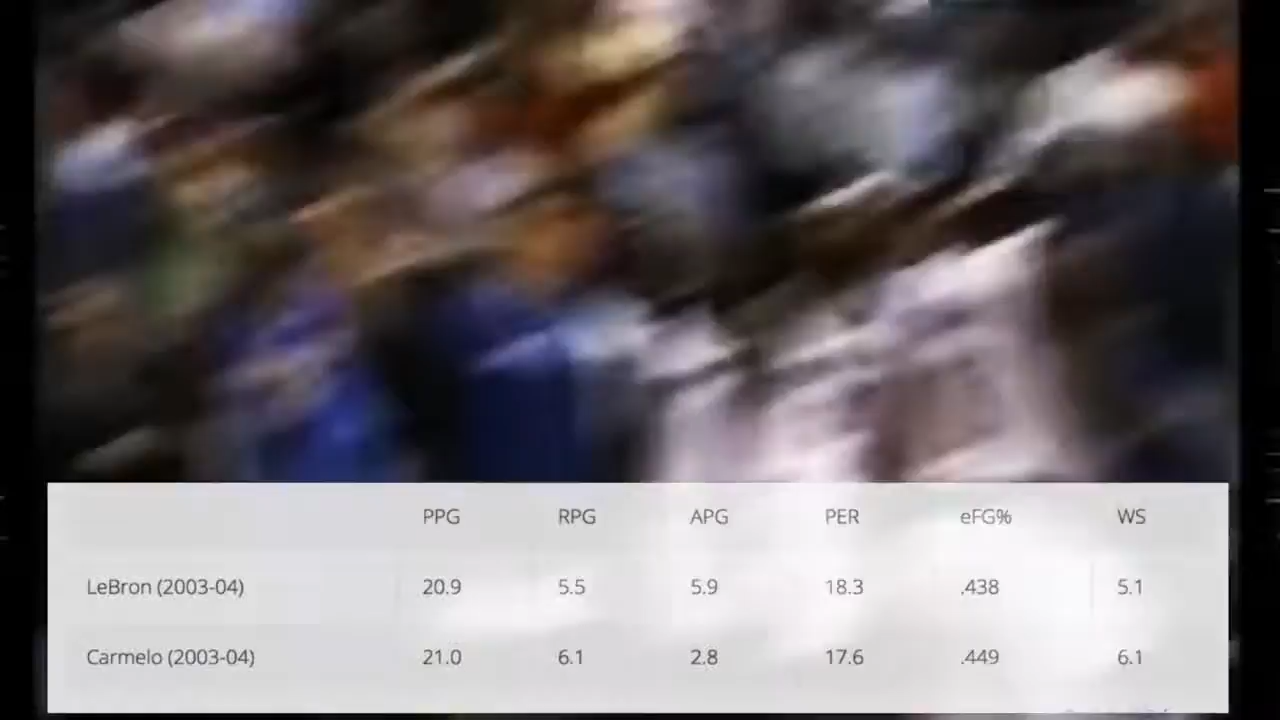 PPG RPG APG PER eFG% WS
LeBron (2003-04) 20.9 5.5 5.9 18.3 .438 5.1
Carmelo (2003-04) 21.0 6.1 2.8 17.6 .449 6.1